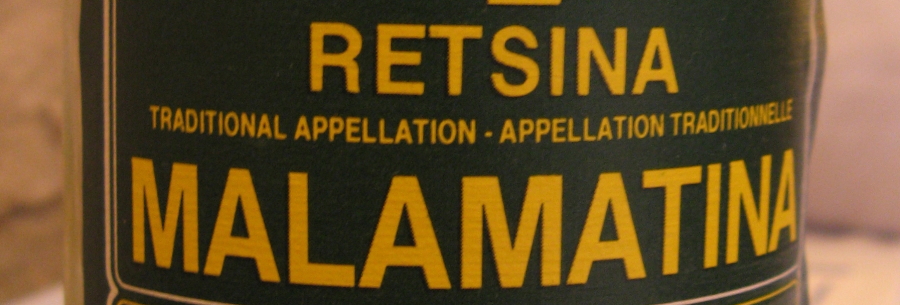 RETSINA
TRADITIONAL APPELLATION - APPELLATION TRADITIONNELLE
MALAMATINA